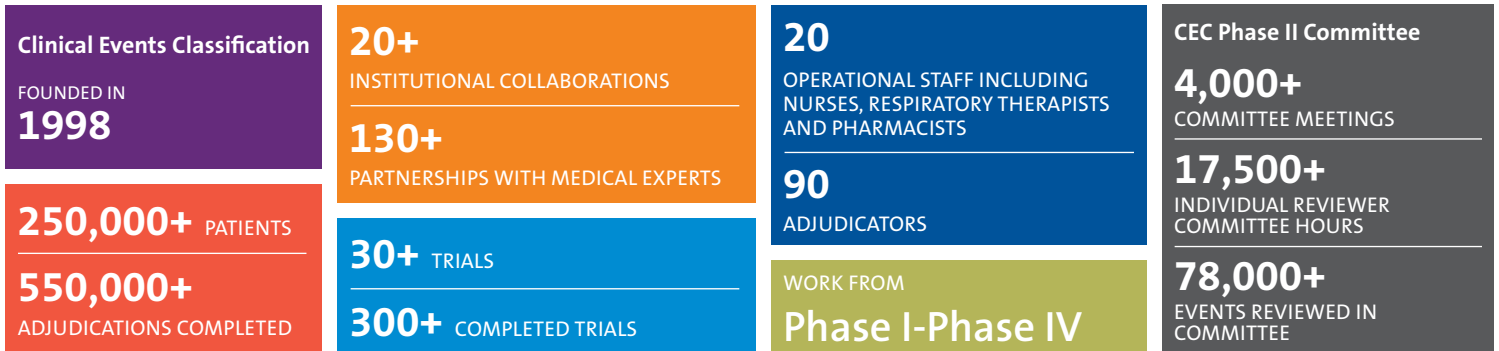 Clinical Events Classification
FOUNDED IN
1998
250,000+ PATIENTS
550,000+
ADJUDICATIONS COMPLETED
20+
INSTITUTIONAL COLLABORATIONS
130+
PARTNERSHIPS WITH MEDICAL EXPERTS
30+ TRIALS
300+ COMPLETED TRIALS
20
OPERATIONAL STAFF INCLUDING
NURSES, RESPIRATORY THERAPISTS
AND PHARMACISTS
90
ADJUDICATORS
WORK FROM
Phase I-Phase IV
CEC Phase II Committee
4,000+
COMMITTEE MEETINGS
17,500+
INDIVIDUAL REVIEWER
COMMITTEE HOURS
78,000+
EVENTS REVIEWED IN
COMMITTEE